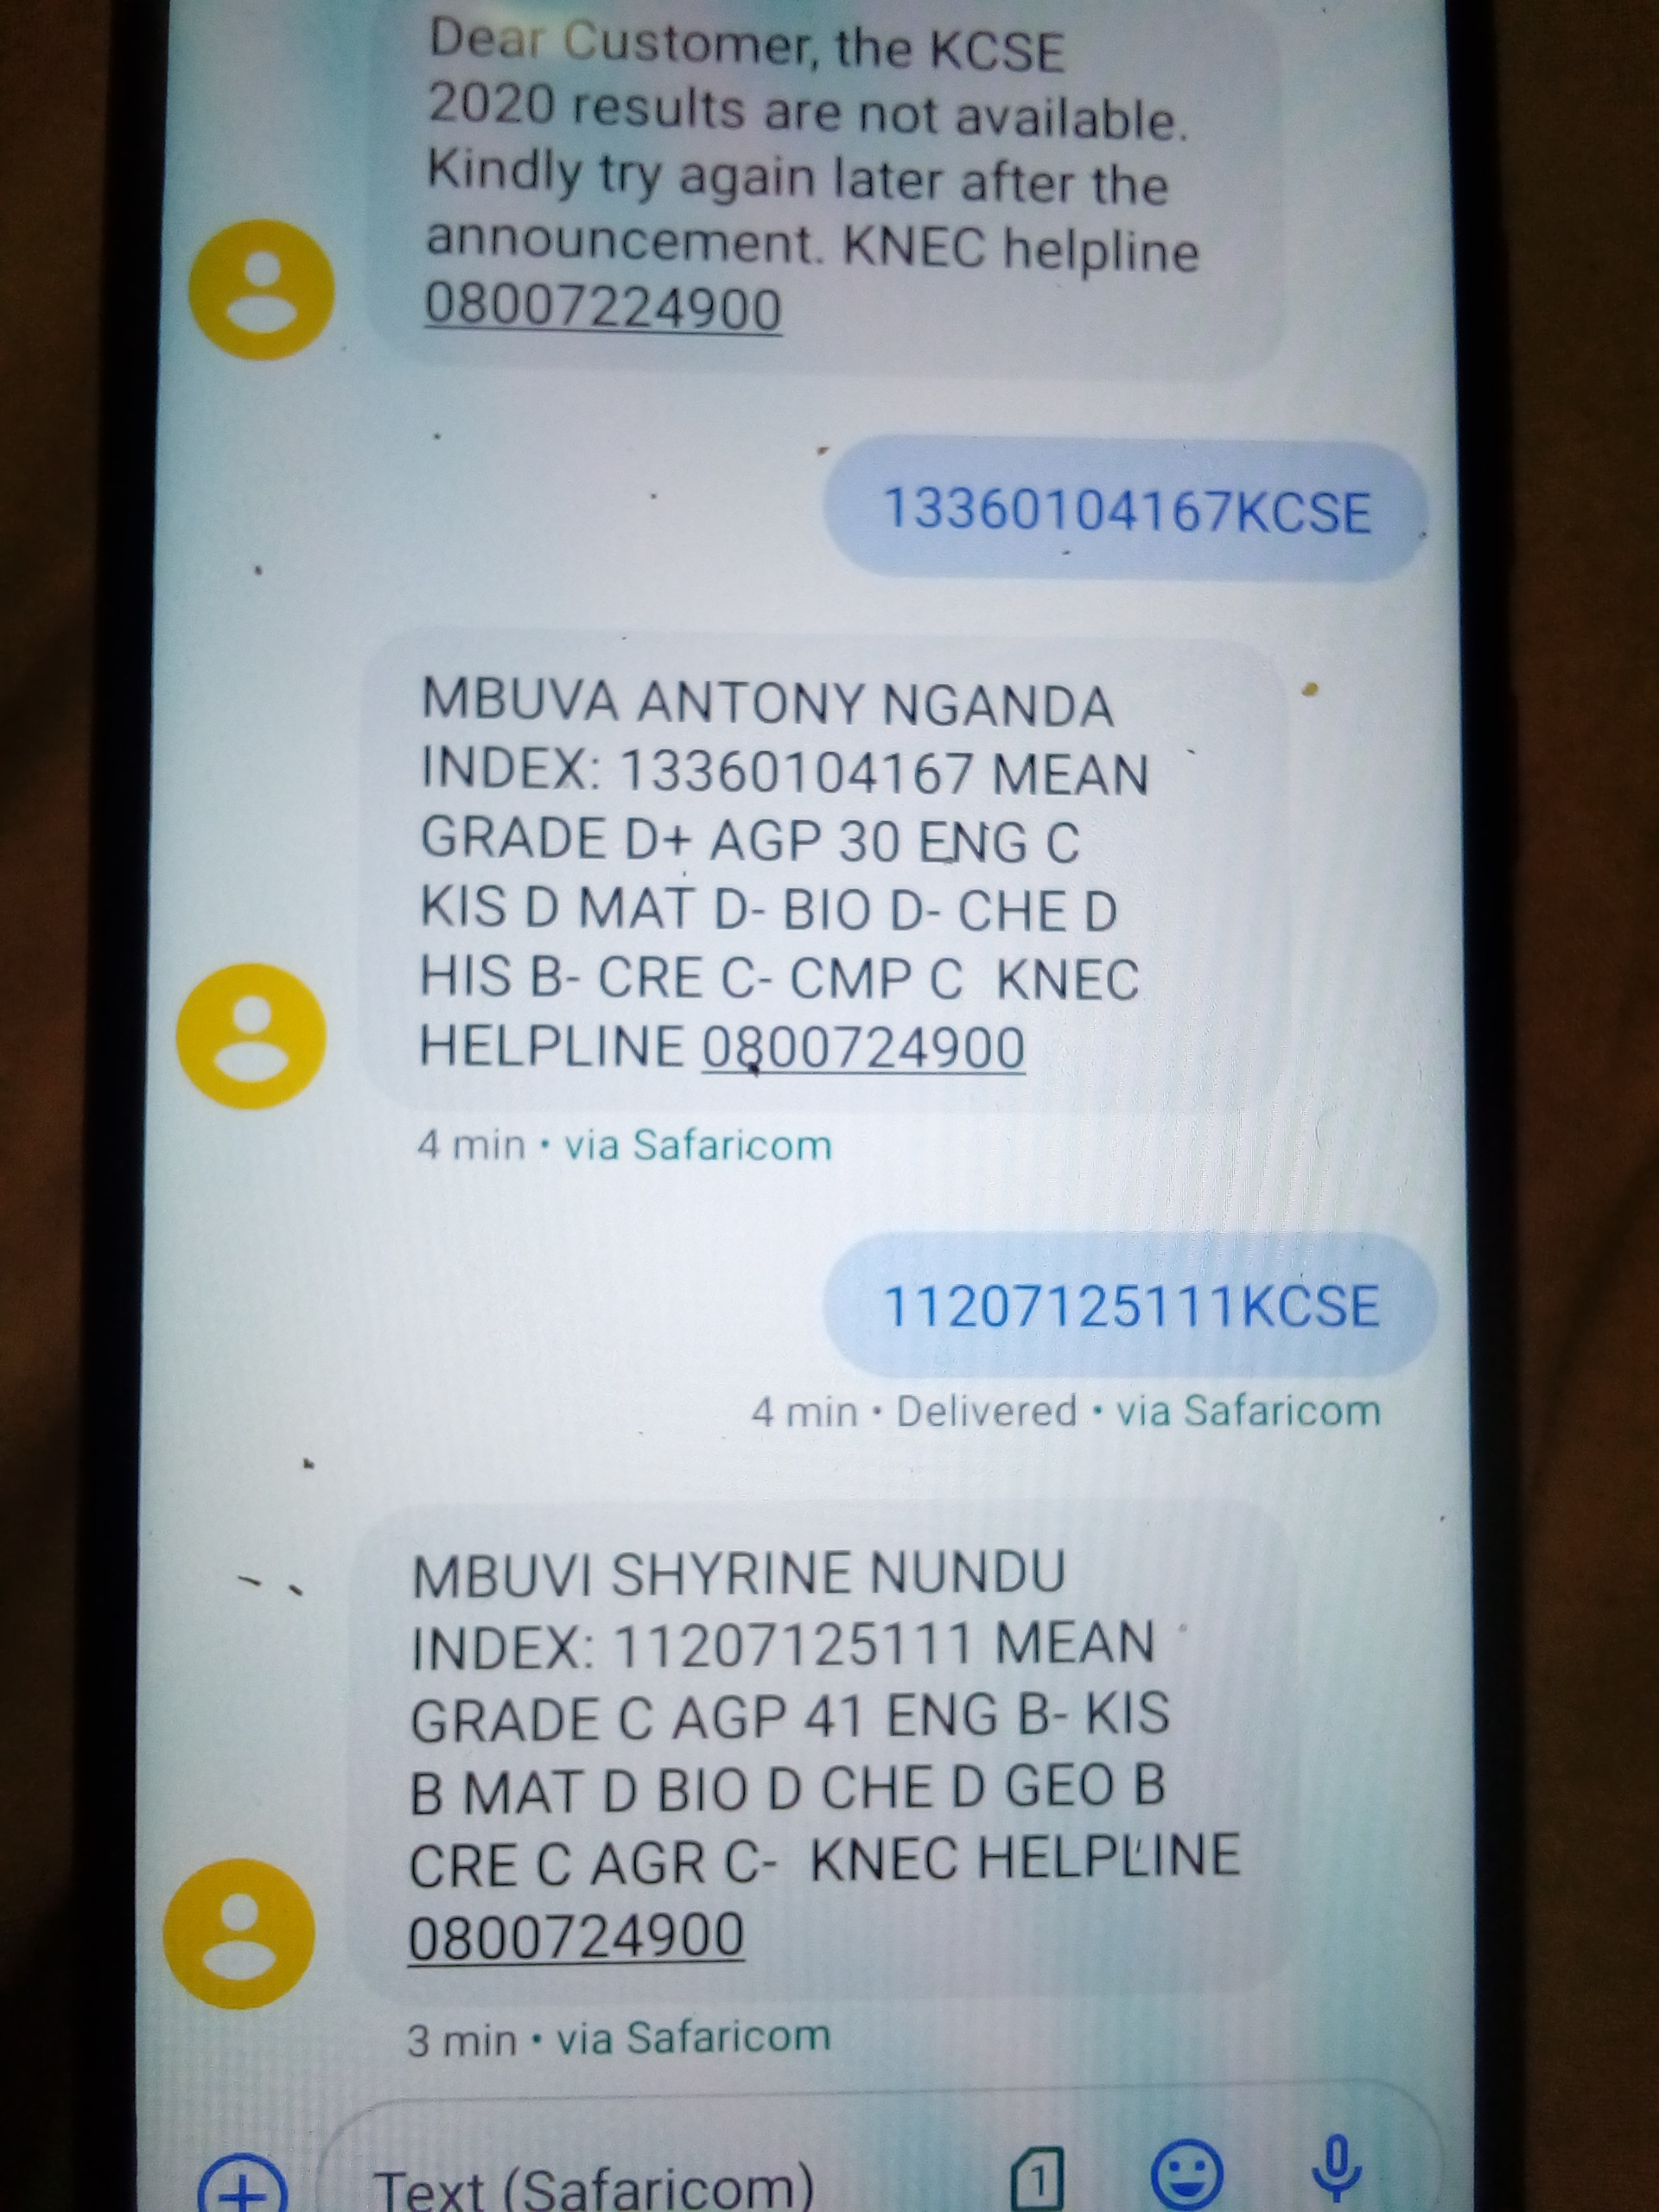 Dear Customer, the KCSE
2020 results are not available.
Kindly try again later after the
announcement. KNEC helpline
08007224900
13360104167KCSE
MBUVA ANTONY NGANDA
INDEX: 13360104167 MEAN
GRADE D+ AGP 30 ENG C
KIS D MAT D- BIO D- CHE D
HIS B- CRE C- CMP C  KNEC
HELPLINE 0800724900
4 min • via Safaricom
11207125111KCSE
4 min • Delivered • via Safaricom
MBUVI SHYRINE NUNDU
INDEX: 11207125111 MEAN
GRADE C AGP 41 ENG B- KIS
B MAT D BIO D CHE D GEO B
CRE C AGR C-  KNEC HELPLINE
0800724900
3 min • via Safaricom
Text (Safaricom)
1